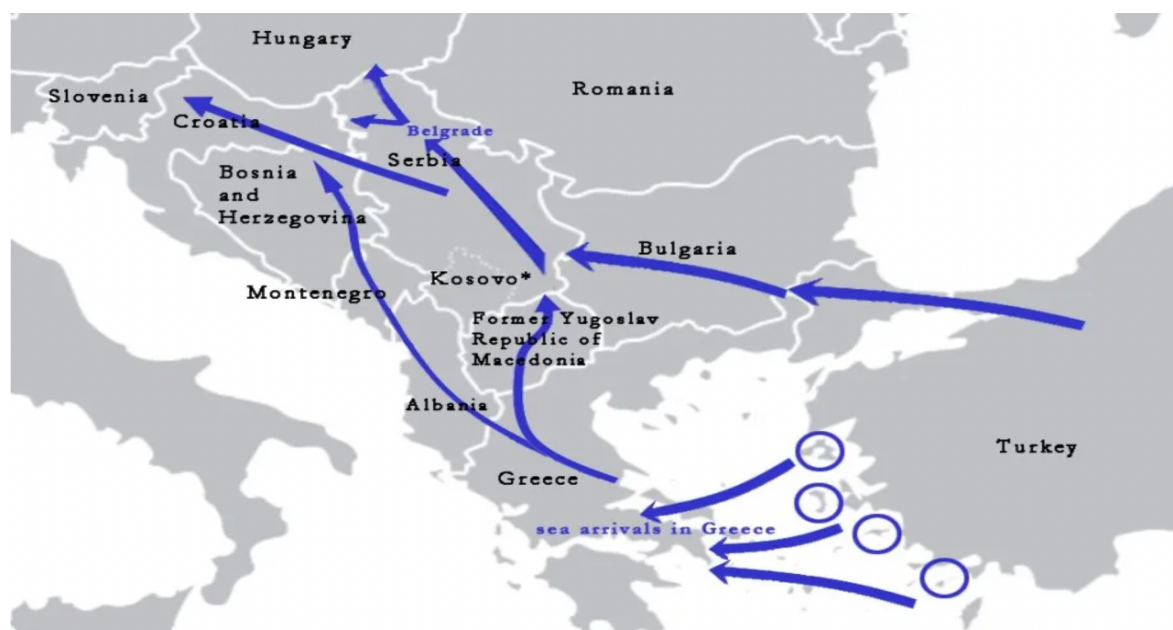 Hungary
Romania
Slovenia
Croatia
Belgrade
Serbia
Bosnia
and
Herzegovina
Bulgaria
Kosovo*
Montenegro
Former Yugoslav
Republic of
Macedonia
Albania
Turkey
Greece
sea arrivals in Greece